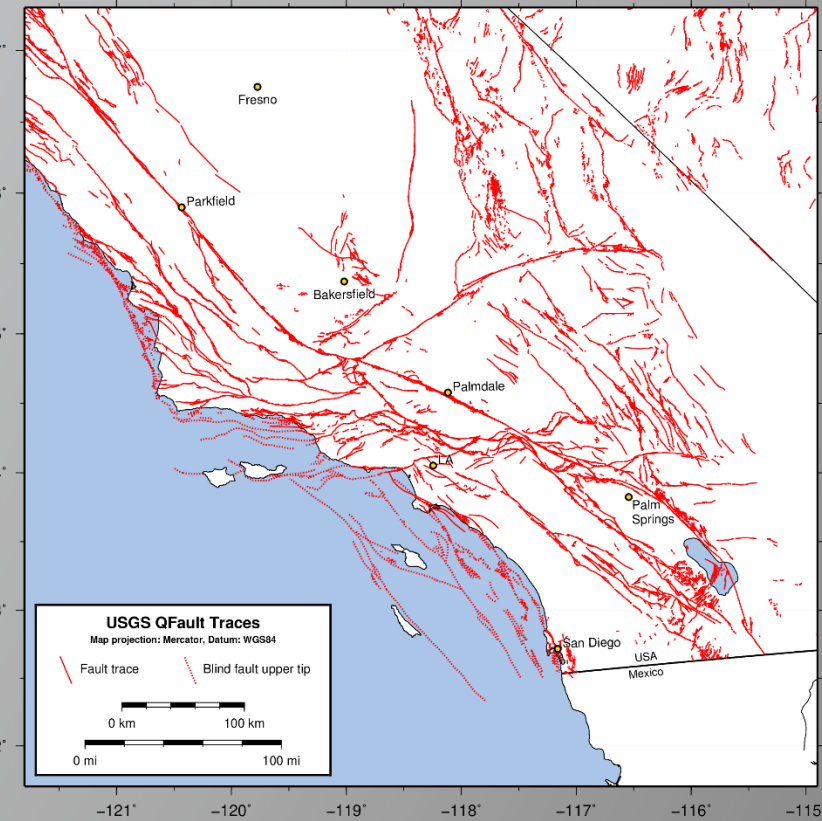 Fresno
Parkfield
Bakersfield
Palmdale
LA
Palm
Springs
San Diego
USA
Mexico
USGS QFault Traces
Map projection: Mercator, Datum: WGS84
Fault trace
Blind fault upper tip
0 km 100 km
0 mi 100 mi
−121° −120° −119° −118° −117° −116° −115